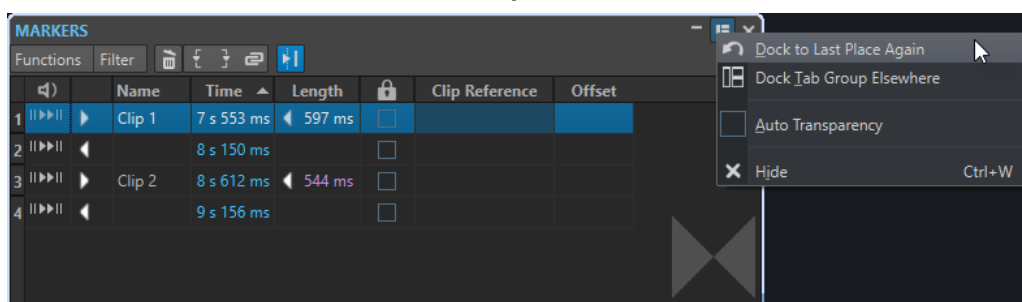 MARKERS
Functions Filter
Name Time Length Clip Reference Offset
1 Clip 1 7 s 553 ms 597 ms
2 8 s 150 ms
3 Clip 2 8 s 612 ms 544 ms
4 9 s 156 ms
Dock to Last Place Again
Dock Tab Group Elsewhere
Auto Transparency
Hide Ctrl+W